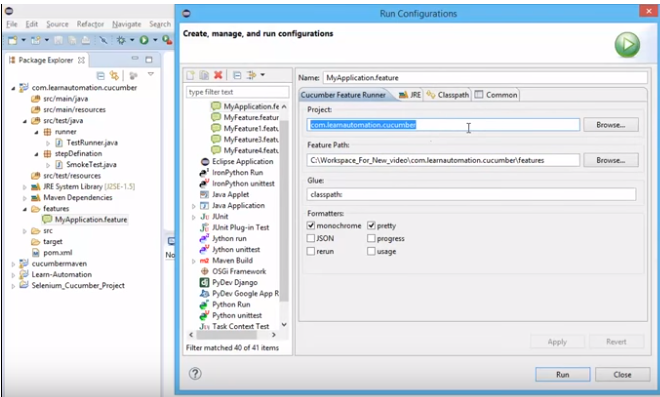 Run Configurations
File Edit Source Refactor Navigate Search
Package Explorer
com.learnautomation.cucumber
src/main/java
src/main/resources
src/test/java
runner
TestRunner.java
stepDefination
SmokeTest.java
src/test/resources
JRE System Library [J2SE-1.5]
Maven Dependencies
features
MyApplication.feature
src
target
pom.xml
cucumbermaven
Learn-Automation
Selenium_Cucumber_Project
No
Create, manage, and run configurations
type filter text
MyApplication.fe
MyFeature.featur
MyFeature1.featu
MyFeature3.featu
MyFeature4.featu
Eclipse Application
IronPython Run
IronPython unittest
Java Applet
Java Application
JUnit
JUnit Plug-in Test
Jython run
Jython unittest
Maven Build
OSGi Framework
PyDev Django
PyDev Google App R
Python Run
Python unittest
Task Context Test
Filter matched 40 of 41 items
Name: MyApplication.feature
Cucumber Feature Runner JRE Classpath Common
Project:
com.learnautomation.cucumber Browse...
Feature Path:
C:\Workspace_For_New_video\com.learnautomation.cucumber\features Browse...
Glue:
classpath:
Formatters:
monochrome pretty
JSON progress
rerun usage
Apply Revert
Run Close